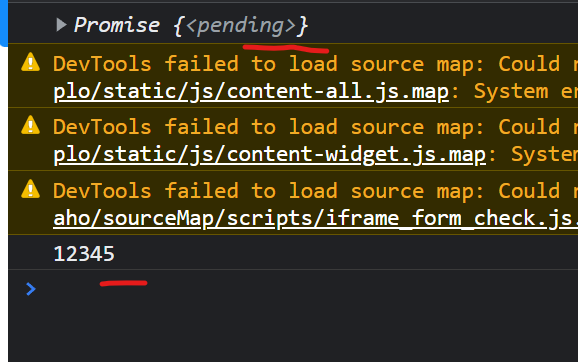 Promise {<pending>}
DevTools failed to load source map: Could
plo/static/js/content-all.js.map: System
DevTools failed to load source map: Could
plo/static/js/content-widget.js.map: System
DevTools failed to load source map: Could
aho/sourceMap/scripts/iframe_form_check.js.
12345